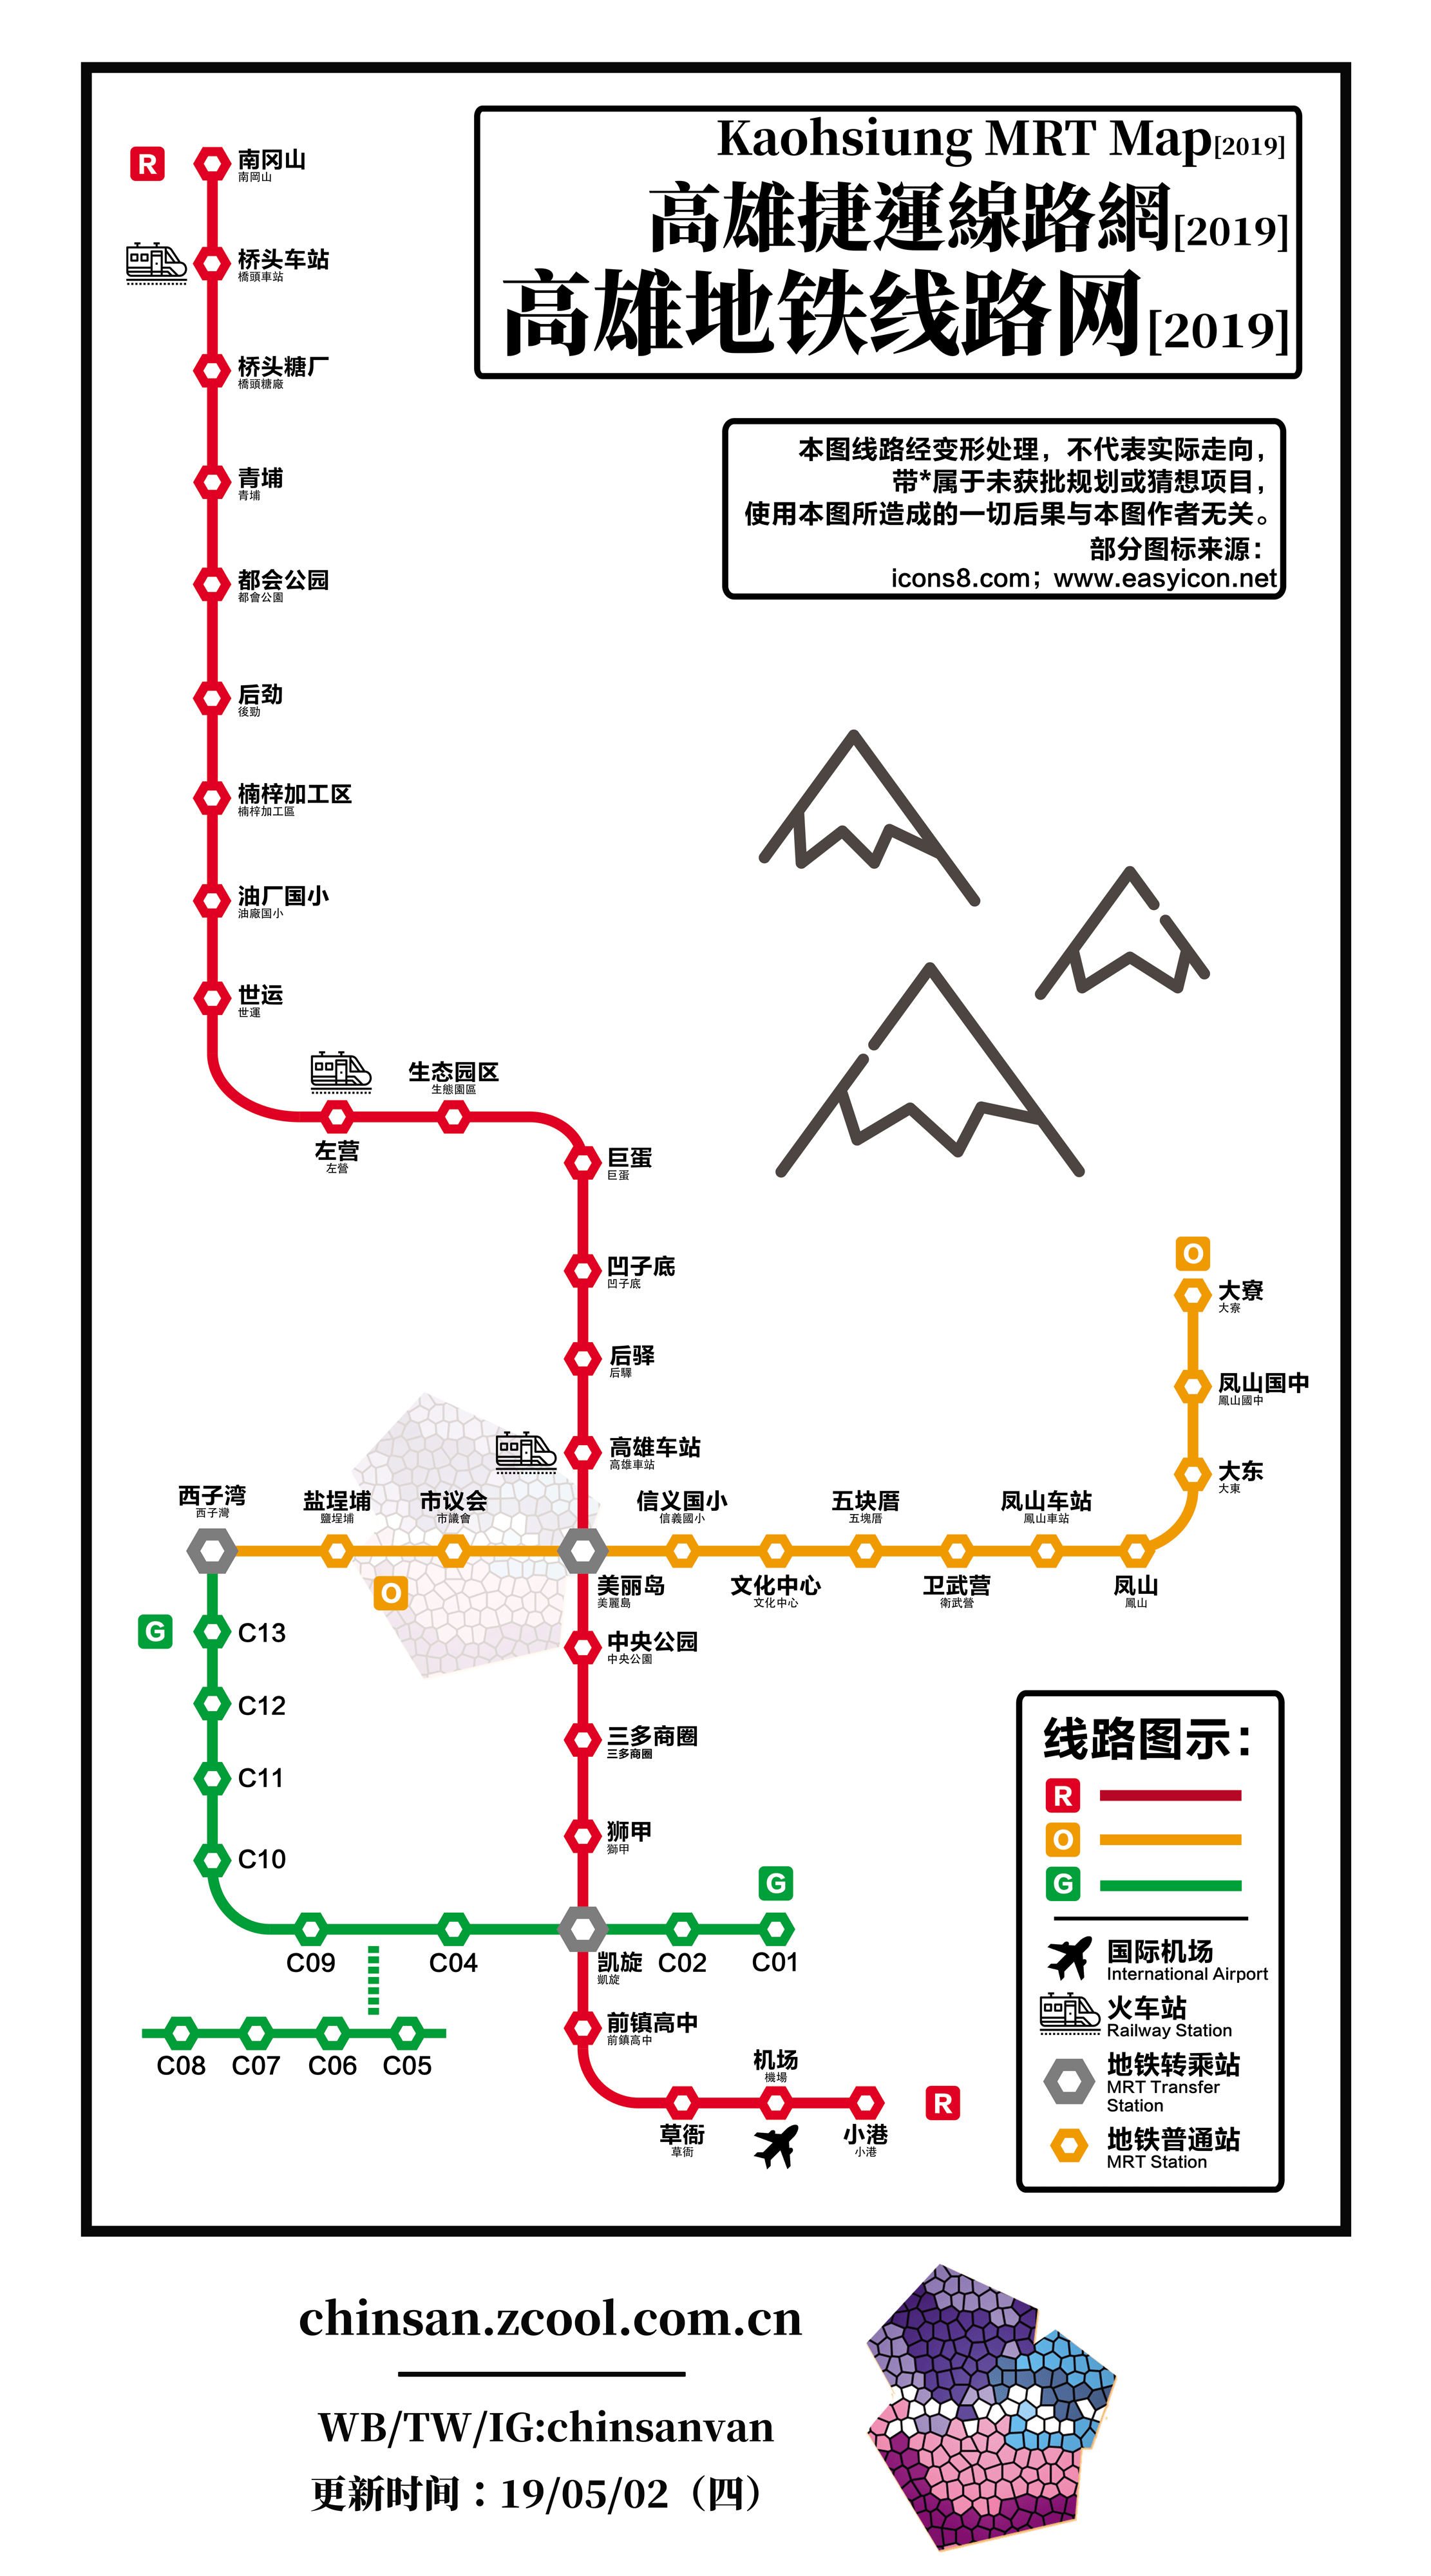 Kaohsiung MRT Map[2019]
高雄捷運線路網[2019]
高雄地铁线路网[2019]
本图线路经变形处理，不代表实际走向，
带*属于未获批规划或猜想项目，
使用本图所造成的一切后果与本图作者无关。
部分图标来源：
icons8.com；www.easyicon.net
R
南冈山
南岡山
桥头车站
橋頭車站
桥头糖厂
橋頭糖廠
青埔
青埔
都会公园
都會公園
后劲
後勁
楠梓加工区
楠梓加工區
油厂国小
油廠国小
世运
世運
左营
左營
生态园区
生態園區
巨蛋
巨蛋
凹子底
凹子底
后驿
后驛
高雄车站
高雄車站
O
大寮
大寮
凤山国中
鳳山國中
大东
大東
西子湾
西子灣
盐埕埔
鹽埕埔
市议会
市議會
信义国小
信義國小
五块厝
五塊厝
凤山车站
鳳山車站
O
美丽岛
美麗島
文化中心
文化中心
卫武营
衛武營
凤山
鳳山
G
C13
C12
C11
C10
中央公园
中央公園
三多商圈
三多商圈
狮甲
獅甲
G
C09
C04
凯旋
凱旋
C02
C01
C08
C07
C06
C05
前镇高中
前鎮高中
机场
機場
草衙
草衙
小港
小港
R
线路图示：
R
O
G
国际机场
International Airport
火车站
Railway Station
地铁转乘站
MRT Transfer
Station
地铁普通站
MRT Station
chinsan.zcool.com.cn
WB/TW/IG:chinsanvan
更新时间：19/05/02（四）